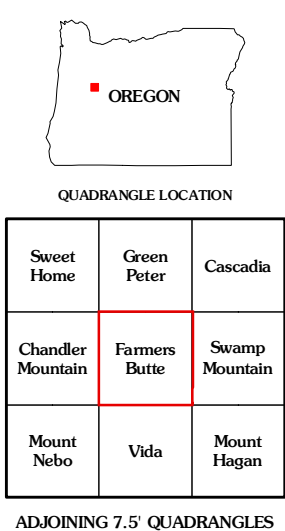 OREGON
QUADRANGLE LOCATION
Sweet
Home
Green
Peter
Cascadia
Chandler
Mountain
Farmers
Butte
Swamp
Mountain
Mount
Nebo
Vida
Mount
Hagan
ADJOINING 7.5' QUADRANGLES